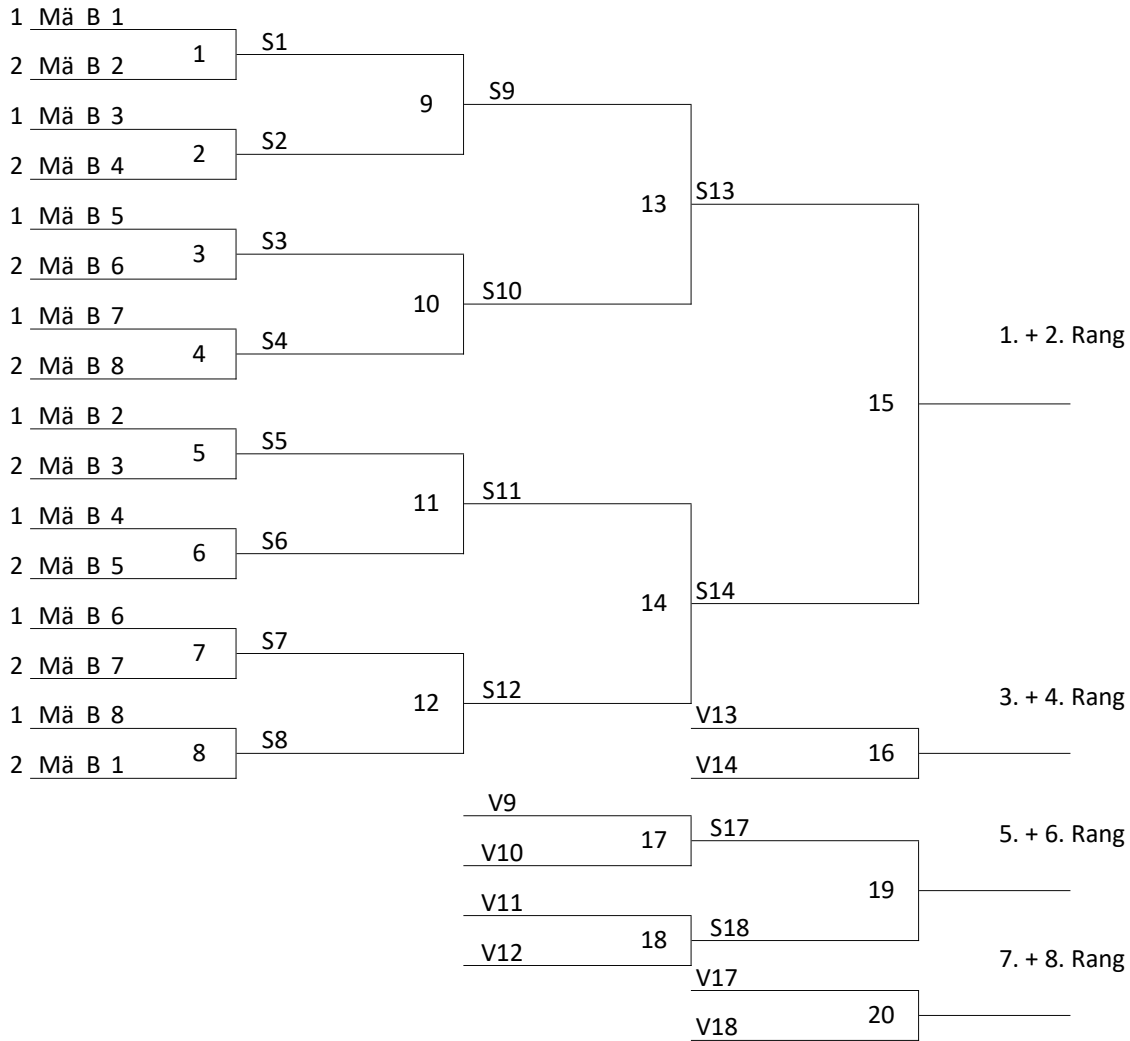 1 Mä B 1
1 S1
2 Mä B 2
9 S9
1 Mä B 3
2 S2
2 Mä B 4
13 S13
1 Mä B 5
3 S3
2 Mä B 6
10 S10
1 Mä B 7
1. + 2. Rang
4 S4
2 Mä B 8
15
1 Mä B 2
5 S5
2 Mä B 3
11 S11
1 Mä B 4
6 S6
2 Mä B 5
14 S14
1 Mä B 6
7 S7
2 Mä B 7
12 S12
3. + 4. Rang
1 Mä B 8
V13
8 S8
16
2 Mä B 1
V14
V9
17 S17
5. + 6. Rang
V10
19
V11
18 S18
V12
7. + 8. Rang
V17
20
V18